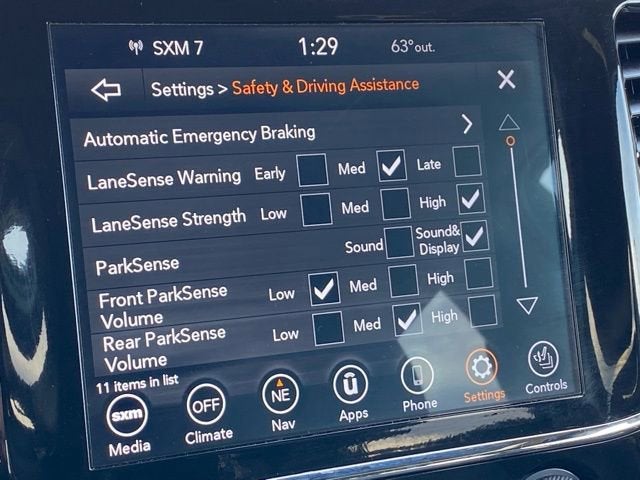 SXM 7 1:29 63° out.
Settings > Safety & Driving Assistance
Automatic Emergency Braking
LaneSense Warning Early Med Late
LaneSense Strength Low Med High
ParkSense Sound Sound& Display
Front ParkSense Volume Low Med High
Rear ParkSense Volume Low Med High
11 items in list
sxm OFF NE
Media Climate Nav Apps Phone Settings Controls